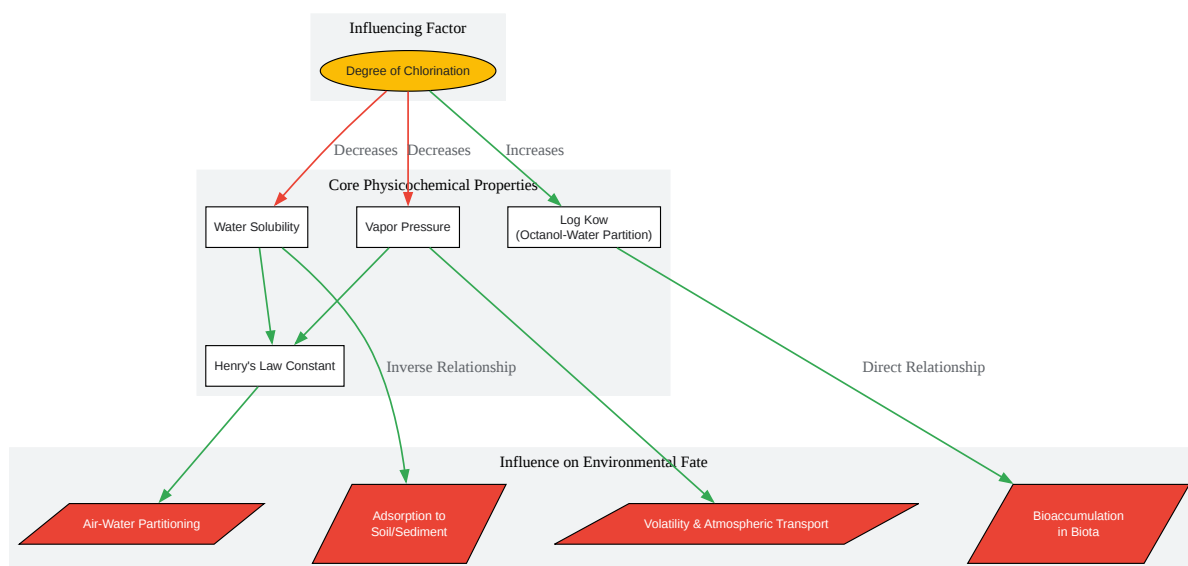 Influencing Factor
Degree of Chlorination
Decreases
Decreases
Increases
Core Physicochemical Properties
Water Solubility
Vapor Pressure
Log Kow
(Octanol-Water Partition)
Henry's Law Constant
Inverse Relationship
Direct Relationship
Influence on Environmental Fate
Air-Water Partitioning
Adsorption to
Soil/Sediment
Volatility & Atmospheric Transport
Bioaccumulation
in Biota